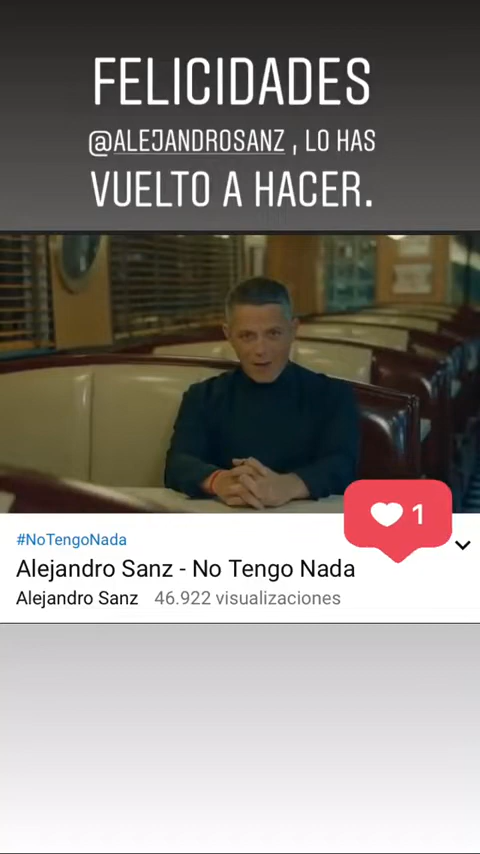 FELICIDADES
@ALEJANDROSANZ , LO HAS
VUELTO A HACER.
1
#NoTengoNada
Alejandro Sanz - No Tengo Nada
Alejandro Sanz 46.922 visualizaciones